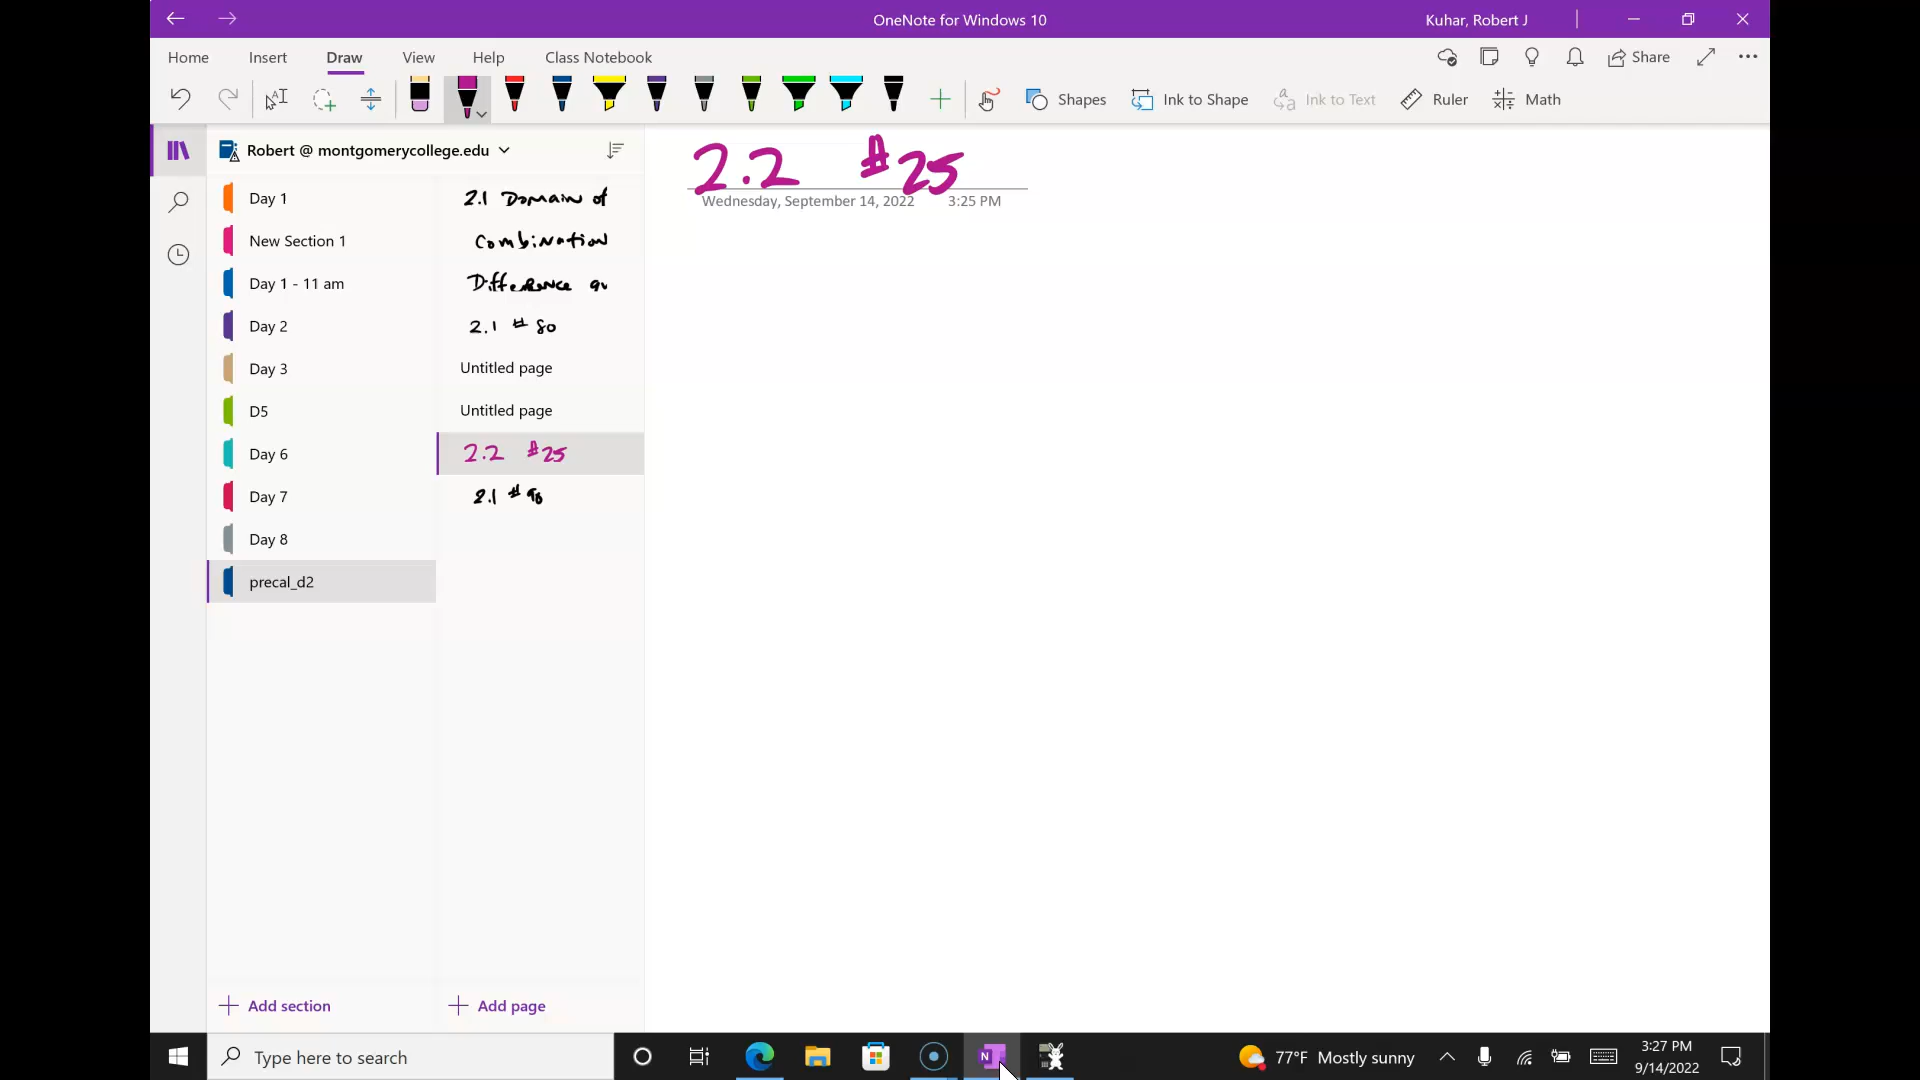 OneNote for Windows 10
Kuhar, Robert J
Home Insert Draw View Help Class Notebook
Share
Shapes Ink to Shape Ink to Text Ruler Math
Robert @ montgomerycollege.edu
Day 1
New Section 1
Day 1 - 11 am
Day 2
Day 3
D5
Day 6
Day 7
Day 8
precal_d2
Add section
2.1 Domain of
Combination
Difference qu
2.1 # 80
Untitled page
Untitled page
2.2 #25
2.1 #
Add page
2.2 #25
Wednesday, September 14, 2022 3:25 PM
Type here to search
77°F Mostly sunny
3:27 PM
9/14/2022